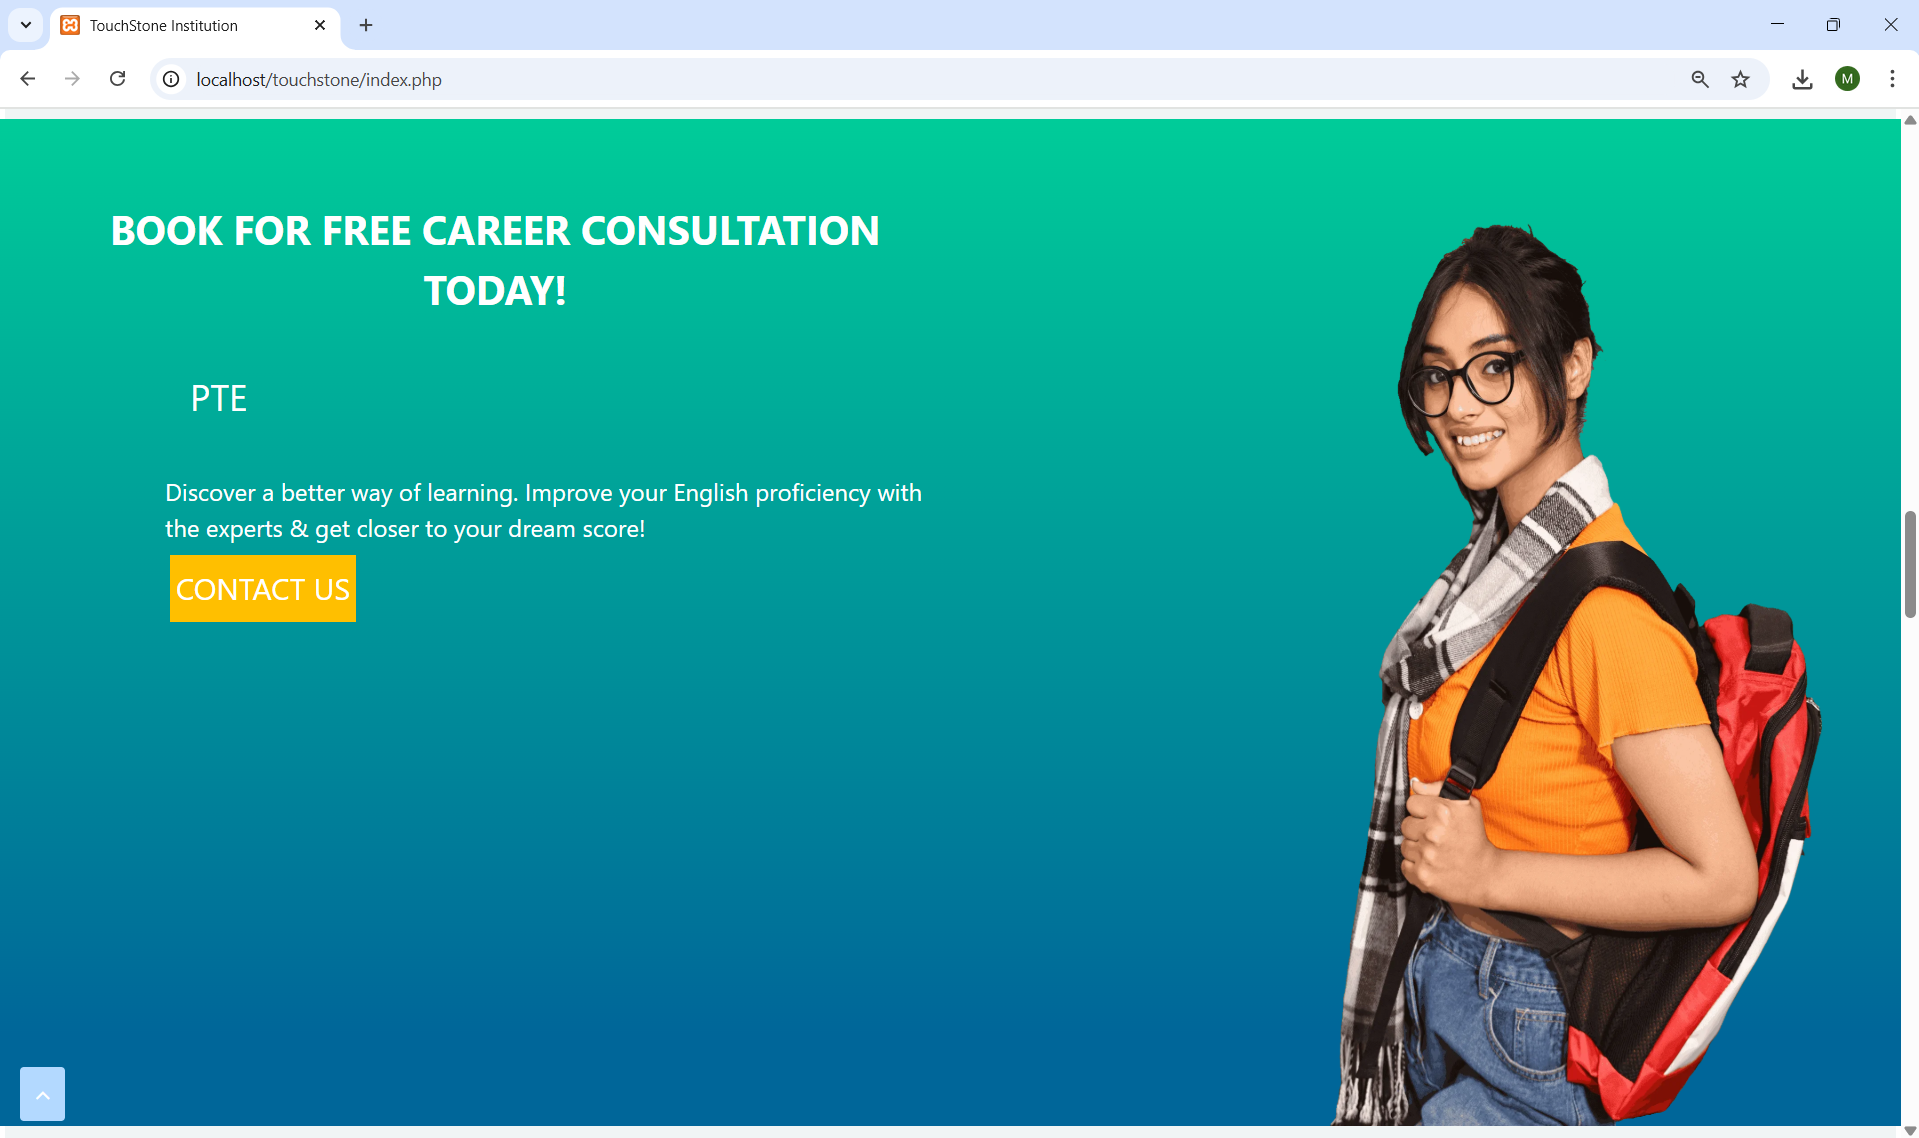 TouchStone Institution
localhost/touchstone/index.php
M
BOOK FOR FREE CAREER CONSULTATION
TODAY!
PTE
Discover a better way of learning. Improve your English proficiency with
the experts & get closer to your dream score!
CONTACT US